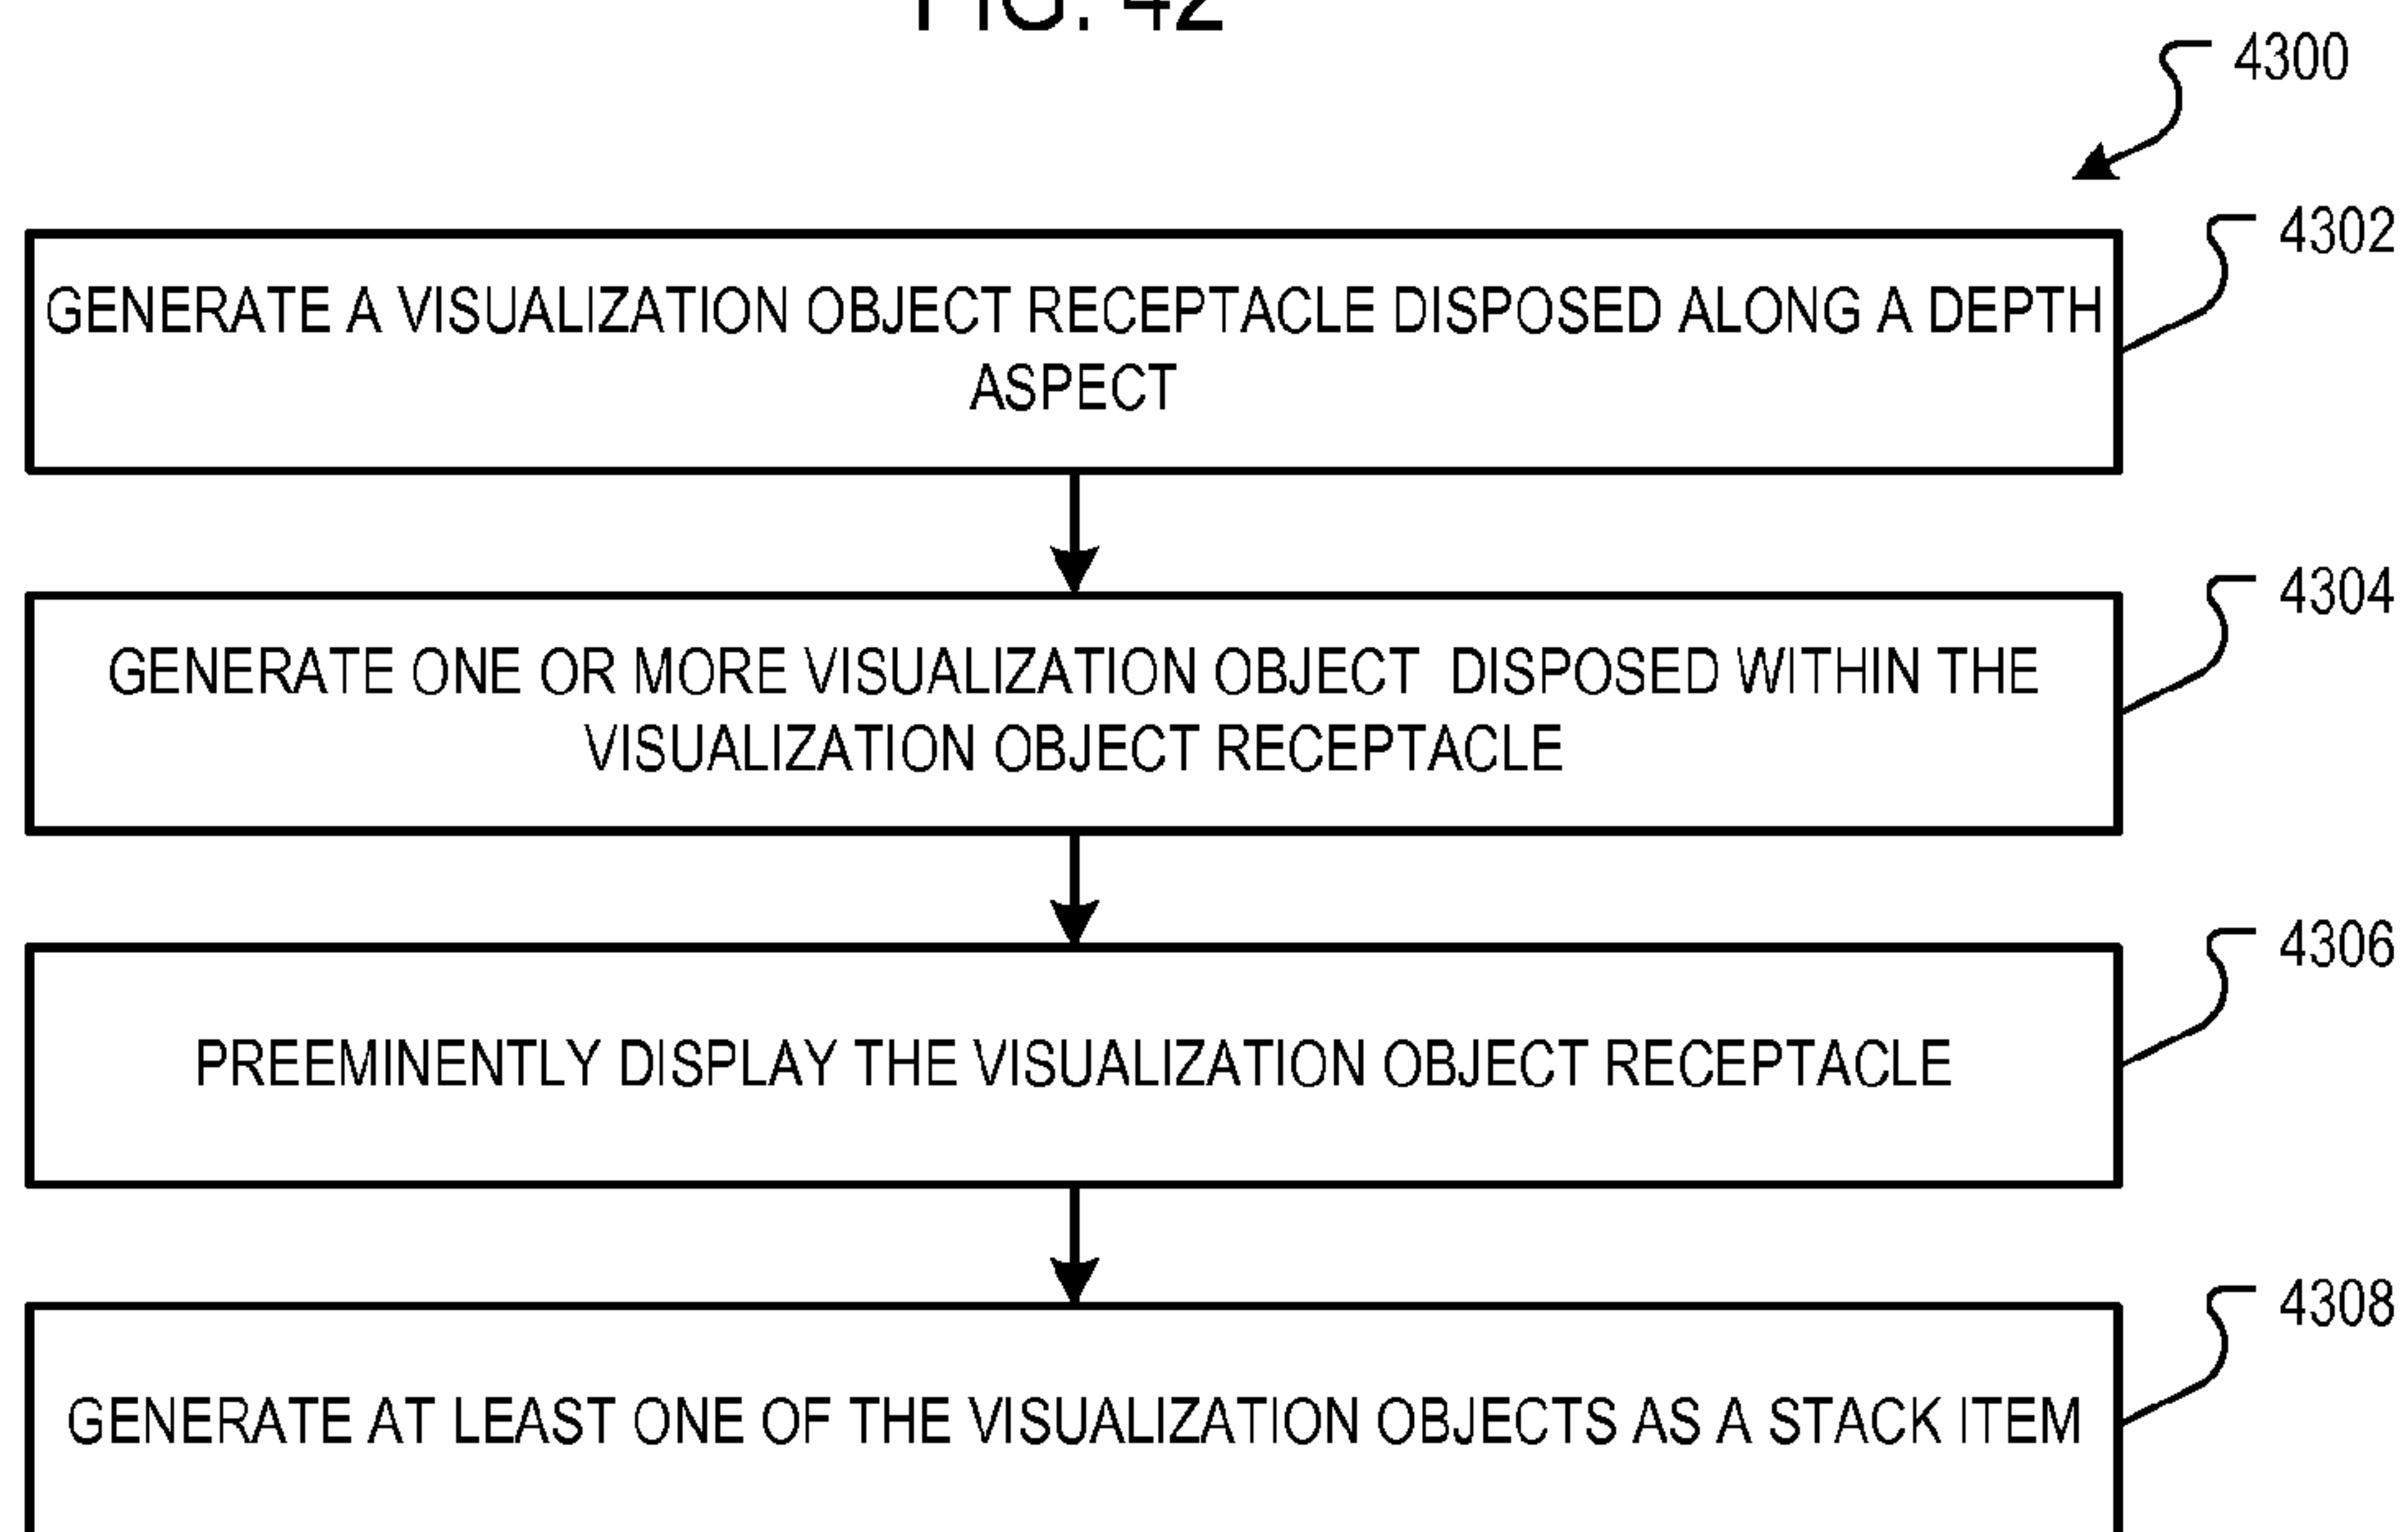 FIG. 42
4300
4302
GENERATE A VISUALIZATION OBJECT RECEPTACLE DISPOSED ALONG A DEPTH
ASPECT
4304
GENERATE ONE OR MORE VISUALIZATION OBJECT DISPOSED WITHIN THE
VISUALIZATION OBJECT RECEPTACLE
4306
PREEMINENTLY DISPLAY THE VISUALIZATION OBJECT RECEPTACLE
4308
GENERATE AT LEAST ONE OF THE VISUALIZATION OBJECTS AS A STACK ITEM